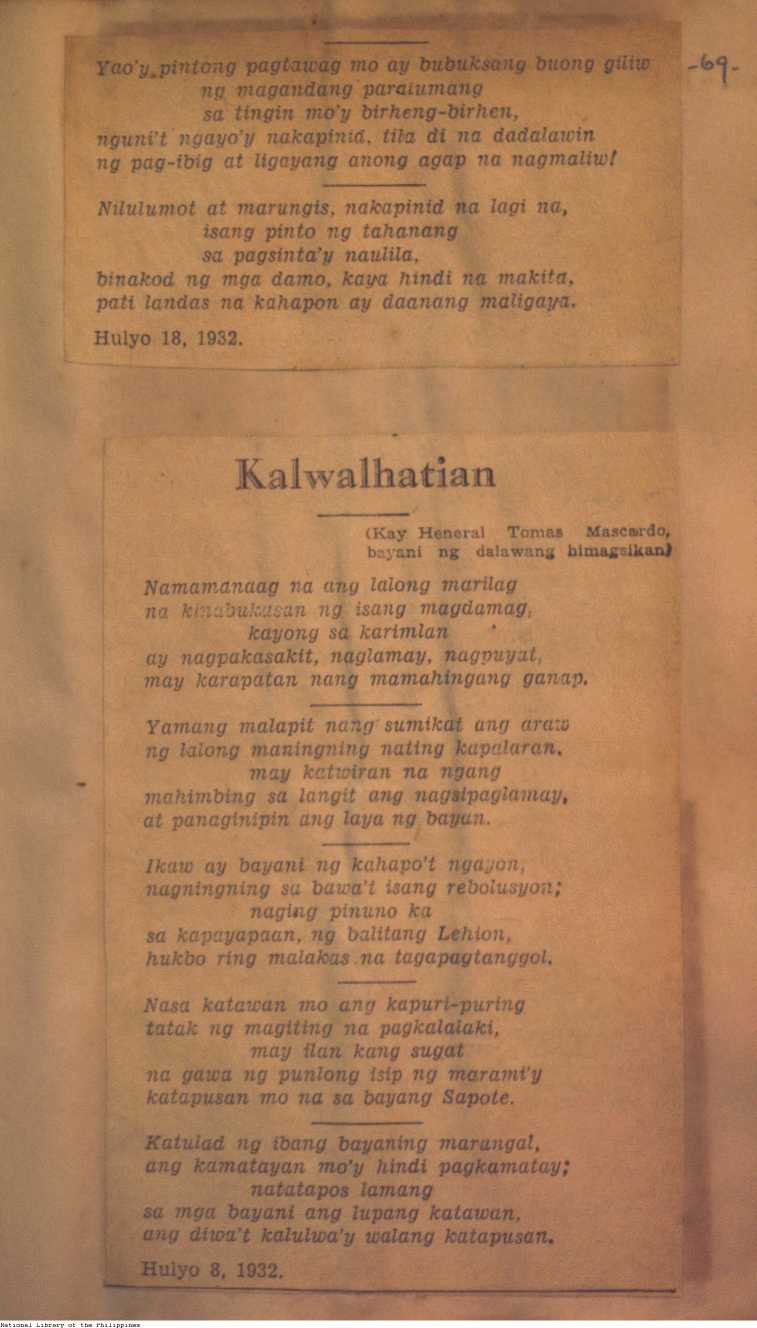 -69-
Yao'y pintong pagtawag mo ay bubuksang buong giliw
ng magandang paralumang
sa tingin mo'y birheng-birhen,
nguni't ngayo'y nakapinid, tila di na dadalawin
ng pag-ibig at ligayang anong agap na nagmaliw!
Nilulumot at marungis, nakapinid na lagi na,
isang pinto ng tahanang
sa pagsinta'y naulila,
binakod ng mga damo, kaya hindi na makita,
pati landas na kahapon ay daanang maligaya.
Hulyo 18, 1932.
Kalwalhatian
(Kay Heneral Tomas Mascardo,
bayani ng dalawang himagsikan)
Namamanaag na ang lalong marilag
na kinabukasan ng isang magdamag,
kayong sa karimlan
ay nagpakasakit, naglamay, nagpuyat,
may karapatan nang mamahingang ganap.
Yamang malapit nang sumikat ang araw
ng lalong maningning nating kapalaran,
may katwiran na ngang
mahimbing sa langit ang nagsipaglamay,
at panaginipin ang laya ng bayan.
Ikaw ay bayani ng kahapo't ngayon,
nagningning sa bawa't isang rebolusyon;
naging pinuno ka
sa kapayapaan, ng balitang Lehion,
hukbo ring malakas na tagapagtanggol.
Nasa katawan mo ang kapuri-puring
tatak ng magiting na pagkalalaki,
may ilan kang sugat
na gawa ng punlong isip ng marami'y
katapusan mo na sa bayang Sapote.
Katulad ng ibang bayaning marangal,
ang kamatayan mo'y hindi pagkamatay;
natatapos lamang
sa mga bayani ang lupang katawan,
ang diwa't kalulwa'y walang katapusan.
Hulyo 8, 1932.
National Library of the Philippines